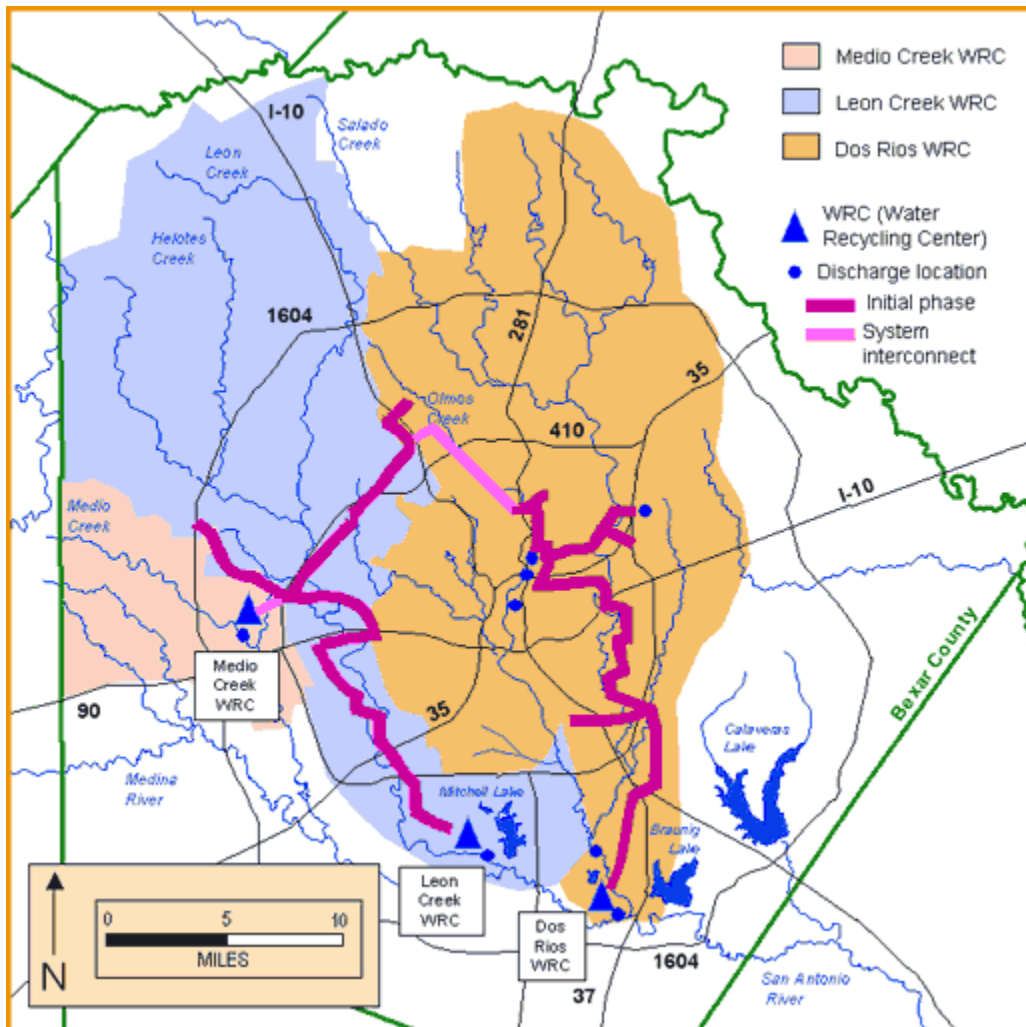 Medio Creek WRC
Leon Creek WRC
Dos Rios WRC
WRC (Water
Recycling Center)
Discharge location
Initial phase
System
interconnect
I-10
Salado
Creek
Leon
Creek
Helotes
Creek
1604
281
35
Olmos
Creek
410
I-10
Medio
Creek
Medio
Creek
WRC
90
35
Bexar County
Calaveras
Lake
Medina
River
Mitchell Lake
Braunig
Lake
Leon
Creek
WRC
Dos
Rios
WRC
1604
San Antonio
River
37
0 5 10
MILES
N